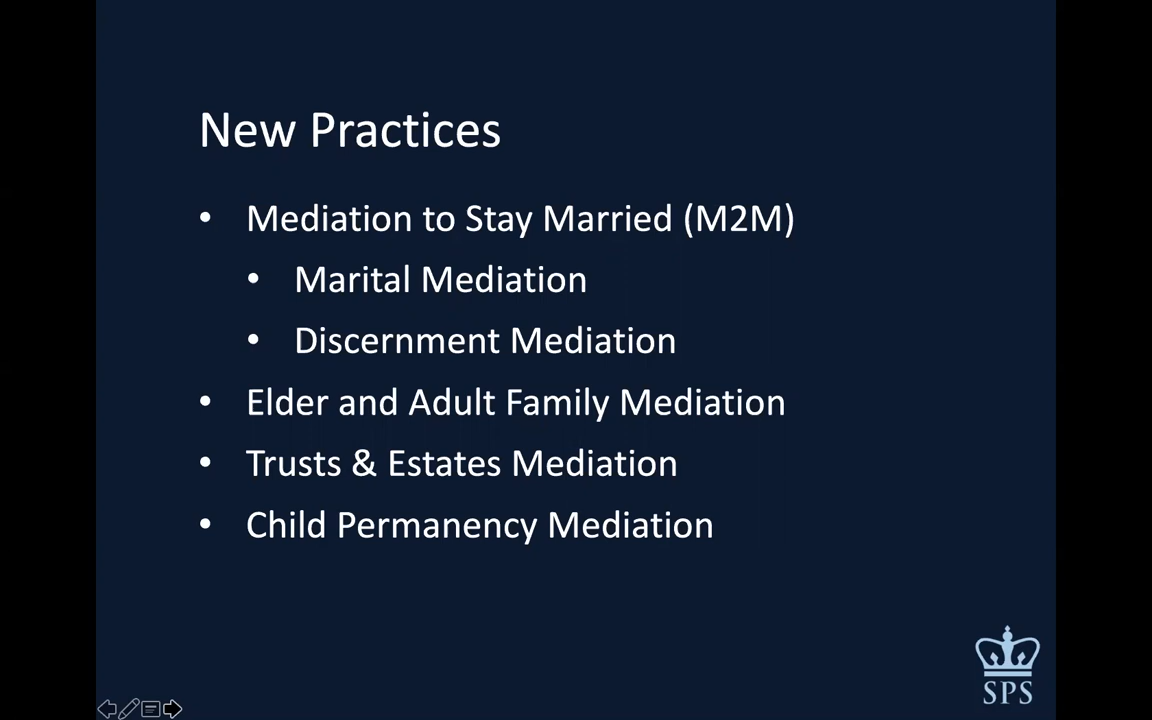 New Practices
• Mediation to Stay Married (M2M)
• Marital Mediation
• Discernment Mediation
• Elder and Adult Family Mediation
• Trusts & Estates Mediation
• Child Permanency Mediation
SPS